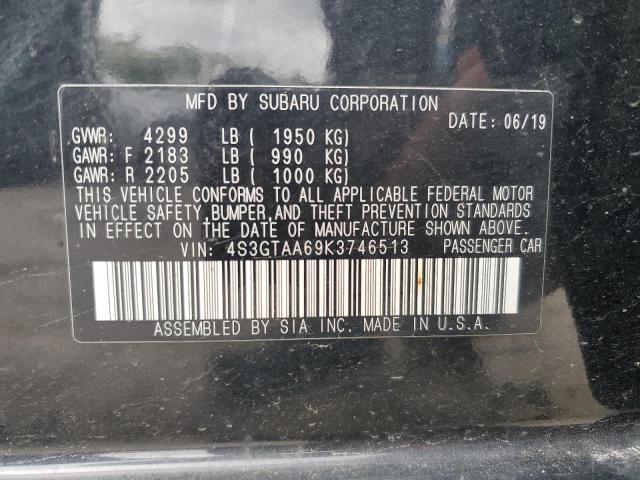 MFD BY SUBARU CORPORATION
DATE: 06/19
GVWR: 4299 LB ( 1950 KG)
GAWR: F 2183 LB ( 990 KG)
GAWR: R 2205 LB ( 1000 KG)
THIS VEHICLE CONFORMS TO ALL APPLICABLE FEDERAL MOTOR
VEHICLE SAFETY, BUMPER, AND THEFT PREVENTION STANDARDS
IN EFFECT ON THE DATE OF MANUFACTURE SHOWN ABOVE.
VIN: 4S3GTAA69K3746513 PASSENGER CAR
ASSEMBLED BY SIA INC. MADE IN U.S.A.